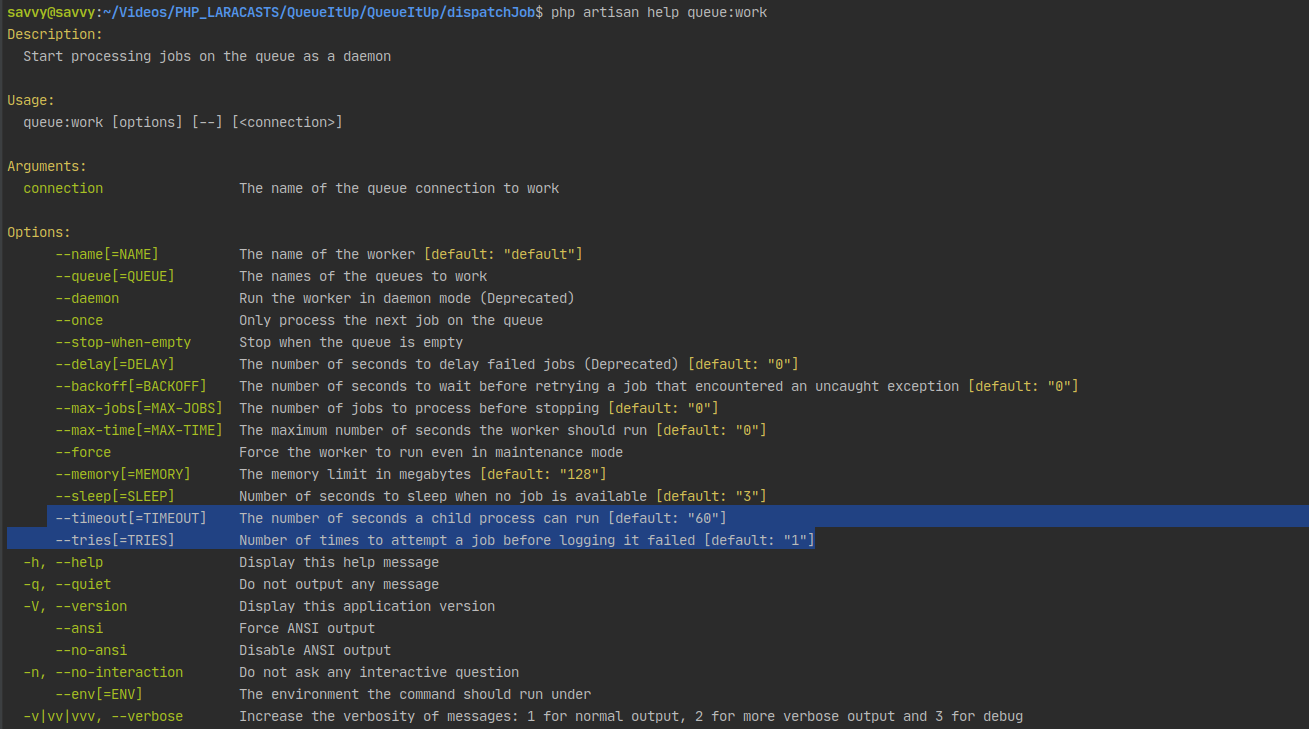 savvy@savvy:~/Videos/PHP_LARACASTS/QueueItUp/QueueItUp/dispatchJob$ php artisan help queue:work
Description:
  Start processing jobs on the queue as a daemon

Usage:
  queue:work [options] [--] [<connection>]

Arguments:
  connection                 The name of the queue connection to work

Options:
      --name[=NAME]          The name of the worker [default: "default"]
      --queue[=QUEUE]        The names of the queues to work
      --daemon               Run the worker in daemon mode (Deprecated)
      --once                 Only process the next job on the queue
      --stop-when-empty      Stop when the queue is empty
      --delay[=DELAY]        The number of seconds to delay failed jobs (Deprecated) [default: "0"]
      --backoff[=BACKOFF]    The number of seconds to wait before retrying a job that encountered an uncaught exception [default: "0"]
      --max-jobs[=MAX-JOBS]  The number of jobs to process before stopping [default: "0"]
      --max-time[=MAX-TIME]  The maximum number of seconds the worker should run [default: "0"]
      --force                Force the worker to run even in maintenance mode
      --memory[=MEMORY]      The memory limit in megabytes [default: "128"]
      --sleep[=SLEEP]        Number of seconds to sleep when no job is available [default: "3"]
      --timeout[=TIMEOUT]    The number of seconds a child process can run [default: "60"]
      --tries[=TRIES]        Number of times to attempt a job before logging it failed [default: "1"]
  -h, --help                 Display this help message
  -q, --quiet                Do not output any message
  -V, --version              Display this application version
      --ansi                 Force ANSI output
      --no-ansi              Disable ANSI output
  -n, --no-interaction       Do not ask any interactive question
      --env[=ENV]            The environment the command should run under
  -v|vv|vvv, --verbose       Increase the verbosity of messages: 1 for normal output, 2 for more verbose output and 3 for debug